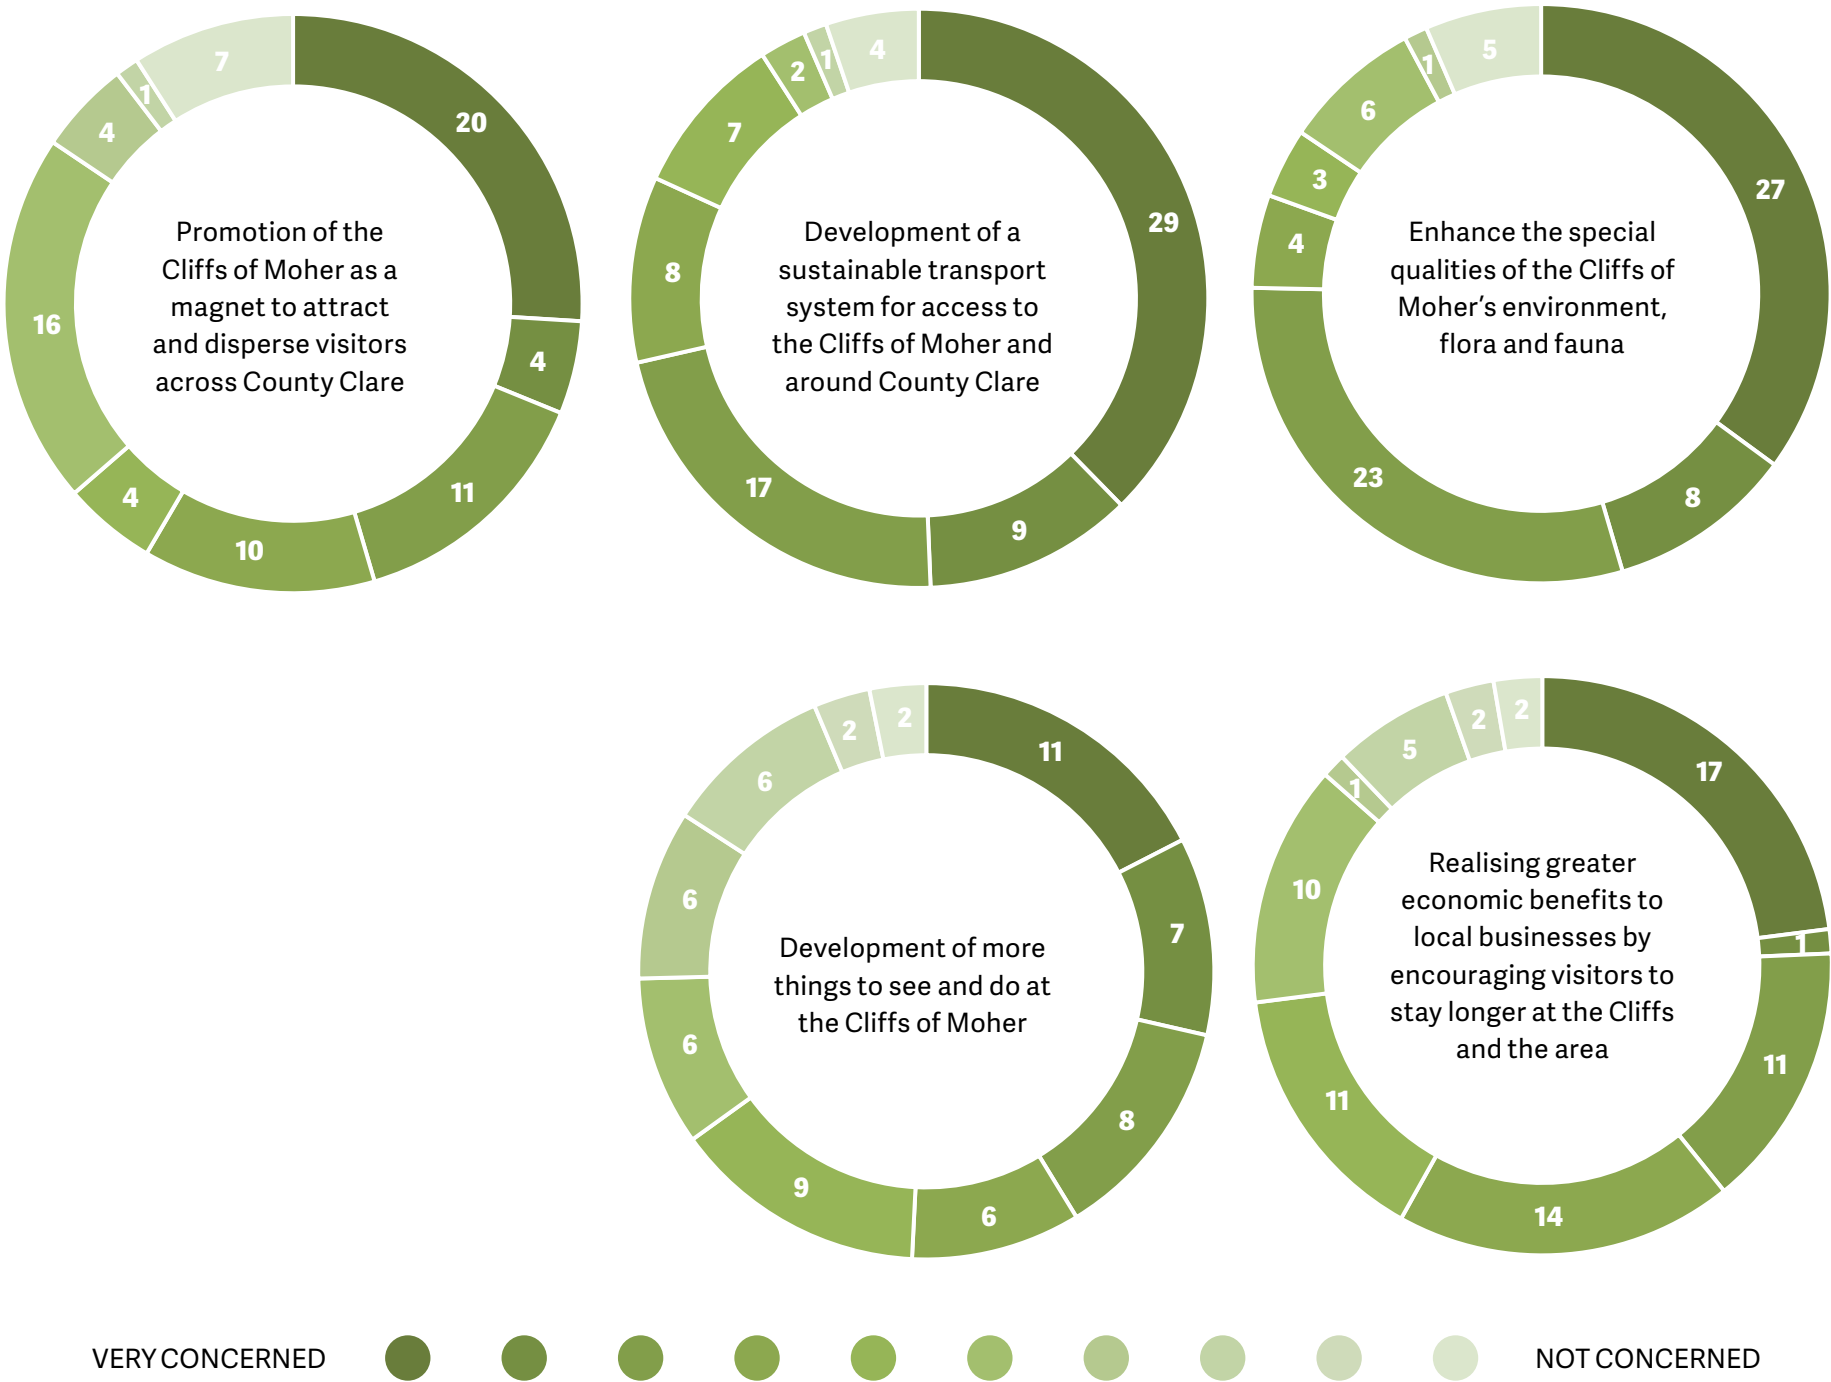 20
4
11
10
4
16
4
1
7
Promotion of the
Cliffs of Moher as a
magnet to attract
and disperse visitors
across County Clare
29
9
17
8
7
2
1
4
Development of a
sustainable transport
system for access to
the Cliffs of Moher and
around County Clare
27
8
23
4
3
6
1
5
Enhance the special
qualities of the Cliffs of
Moher’s environment,
flora and fauna
11
7
8
6
9
6
6
6
2
2
Development of more
things to see and do at
the Cliffs of Moher
17
1
11
14
11
10
1
5
2
2
Realising greater
economic benefits to
local businesses by
encouraging visitors to
stay longer at the Cliffs
and the area
VERY CONCERNED
NOT CONCERNED